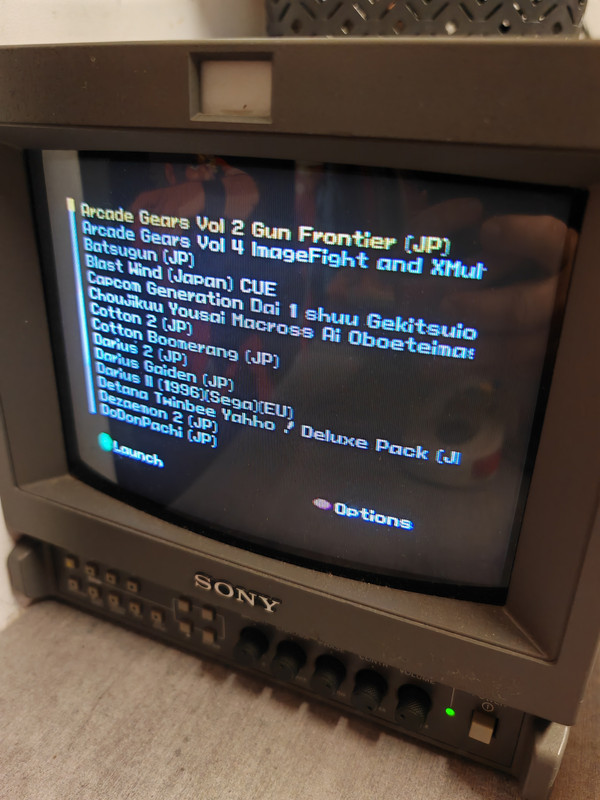 Arcade Gears Vol 2 Gun Frontier (JP)
Arcade Gears Vol 4 ImageFight and XMult
Batsugun (JP)
Blast Wind (Japan) CUE
Capcom Generation Dai 1 shuu Gekitsuio
Choujikuu Yousai Macross Ai Oboeteimas
Cotton 2 (JP)
Cotton Boomerang (JP)
Darius 2 (JP)
Darius Gaiden (JP)
Darius II (1996)(Sega)(EU)
Detana Twinbee Yahho ! Deluxe Pack (JI
Dezaemon 2 (JP)
DoDonPachi (JP)
Launch
Options
SONY